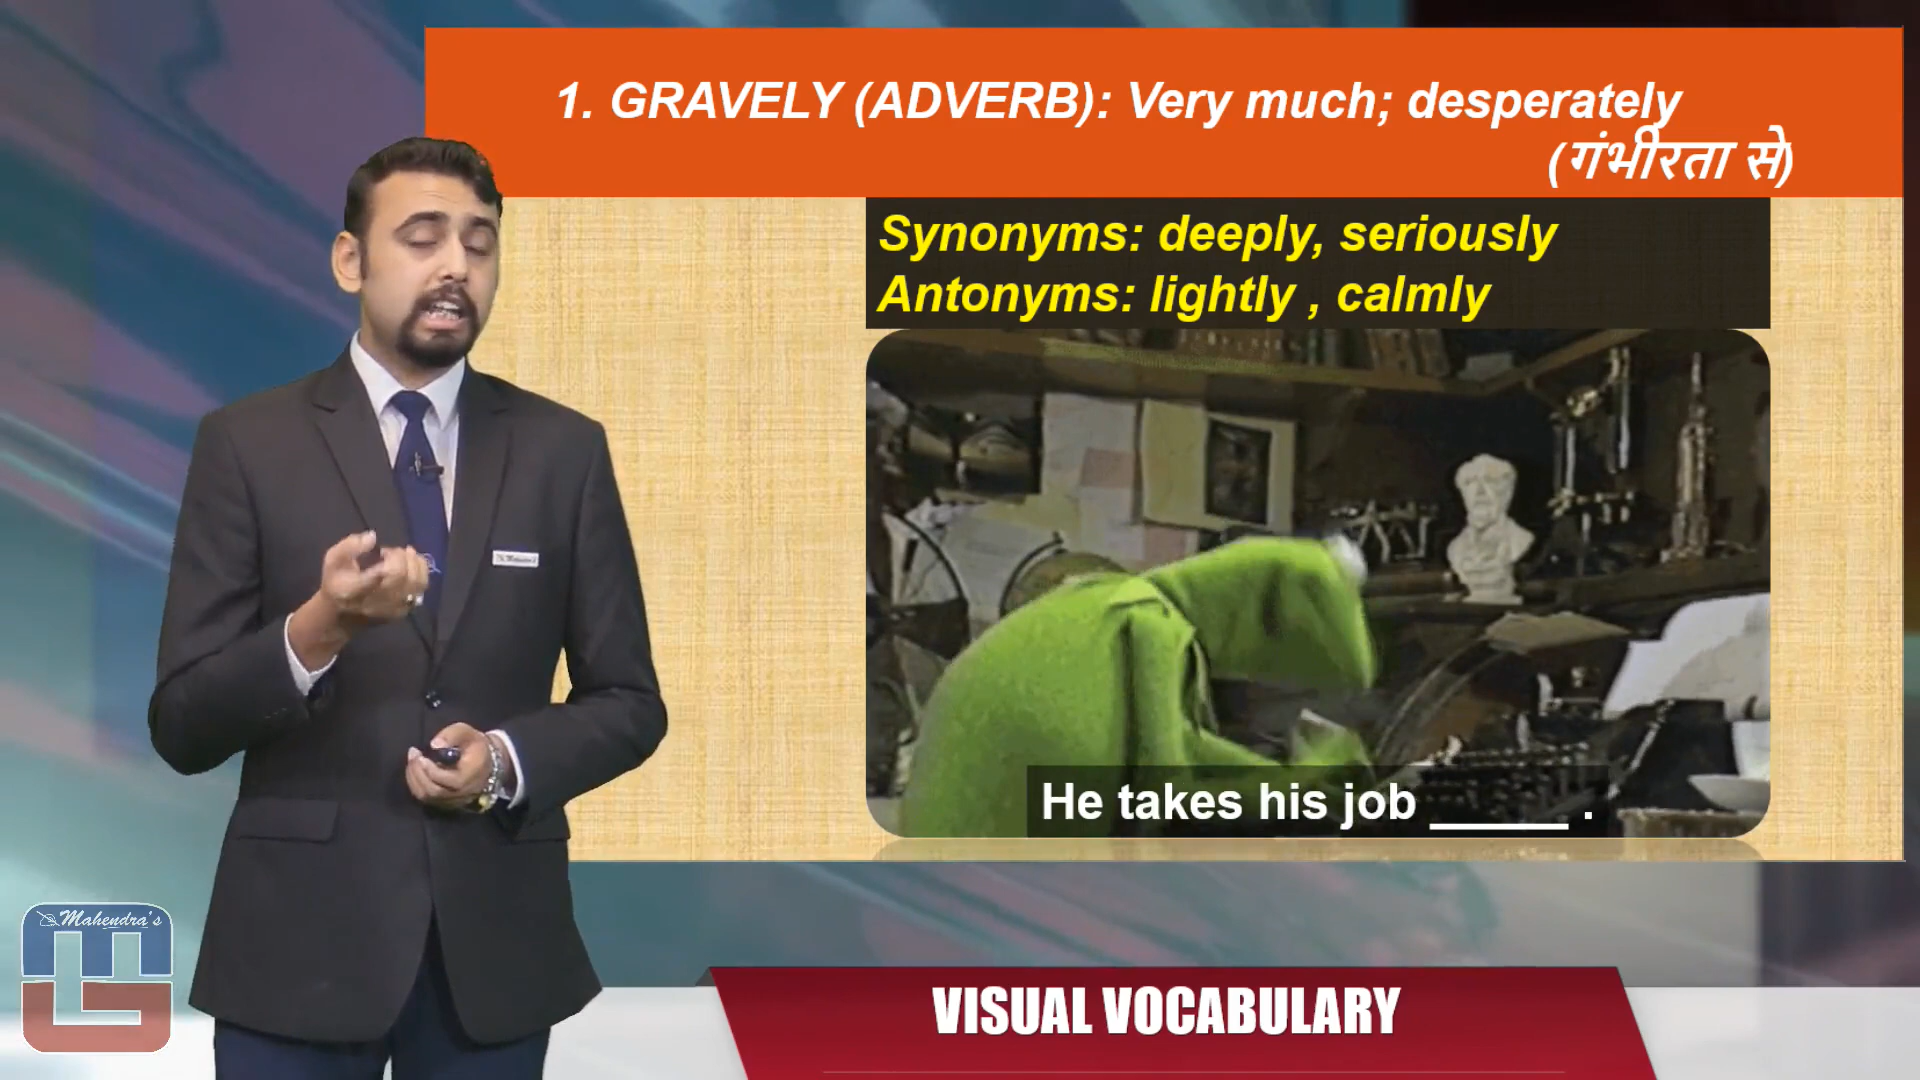 1. GRAVELY (ADVERB): Very much; desperately
(गंभीरता से)
Synonyms: deeply, seriously
Antonyms: lightly , calmly
He takes his job _____ .
Mahendra's
VISUAL VOCABULARY